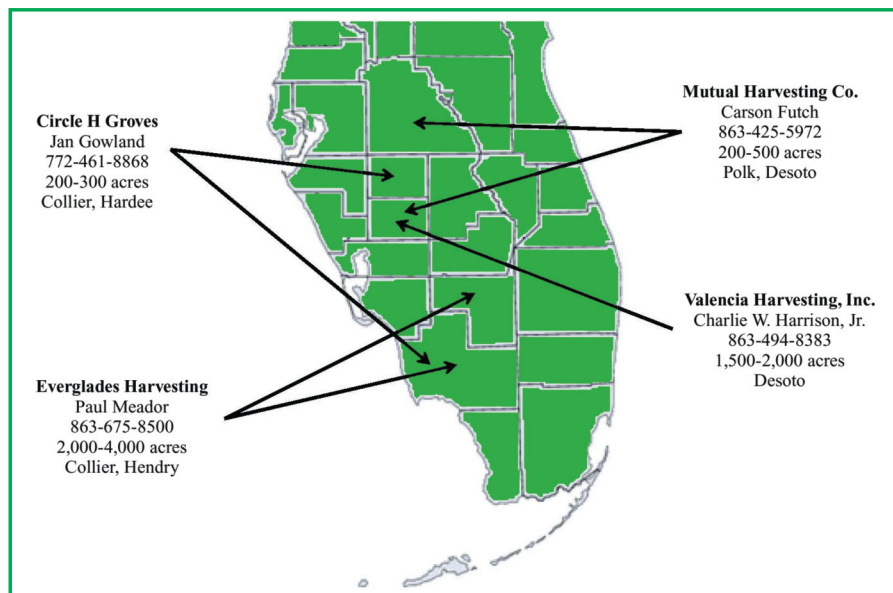 Circle H Groves
Jan Gowland
772-461-8868
200-300 acres
Collier, Hardee
Mutual Harvesting Co.
Carson Futch
863-425-5972
200-500 acres
Polk, Desoto
Everglades Harvesting
Paul Meador
863-675-8500
2,000-4,000 acres
Collier, Hendry
Valencia Harvesting, Inc.
Charlie W. Harrison, Jr.
863-494-8383
1,500-2,000 acres
Desoto